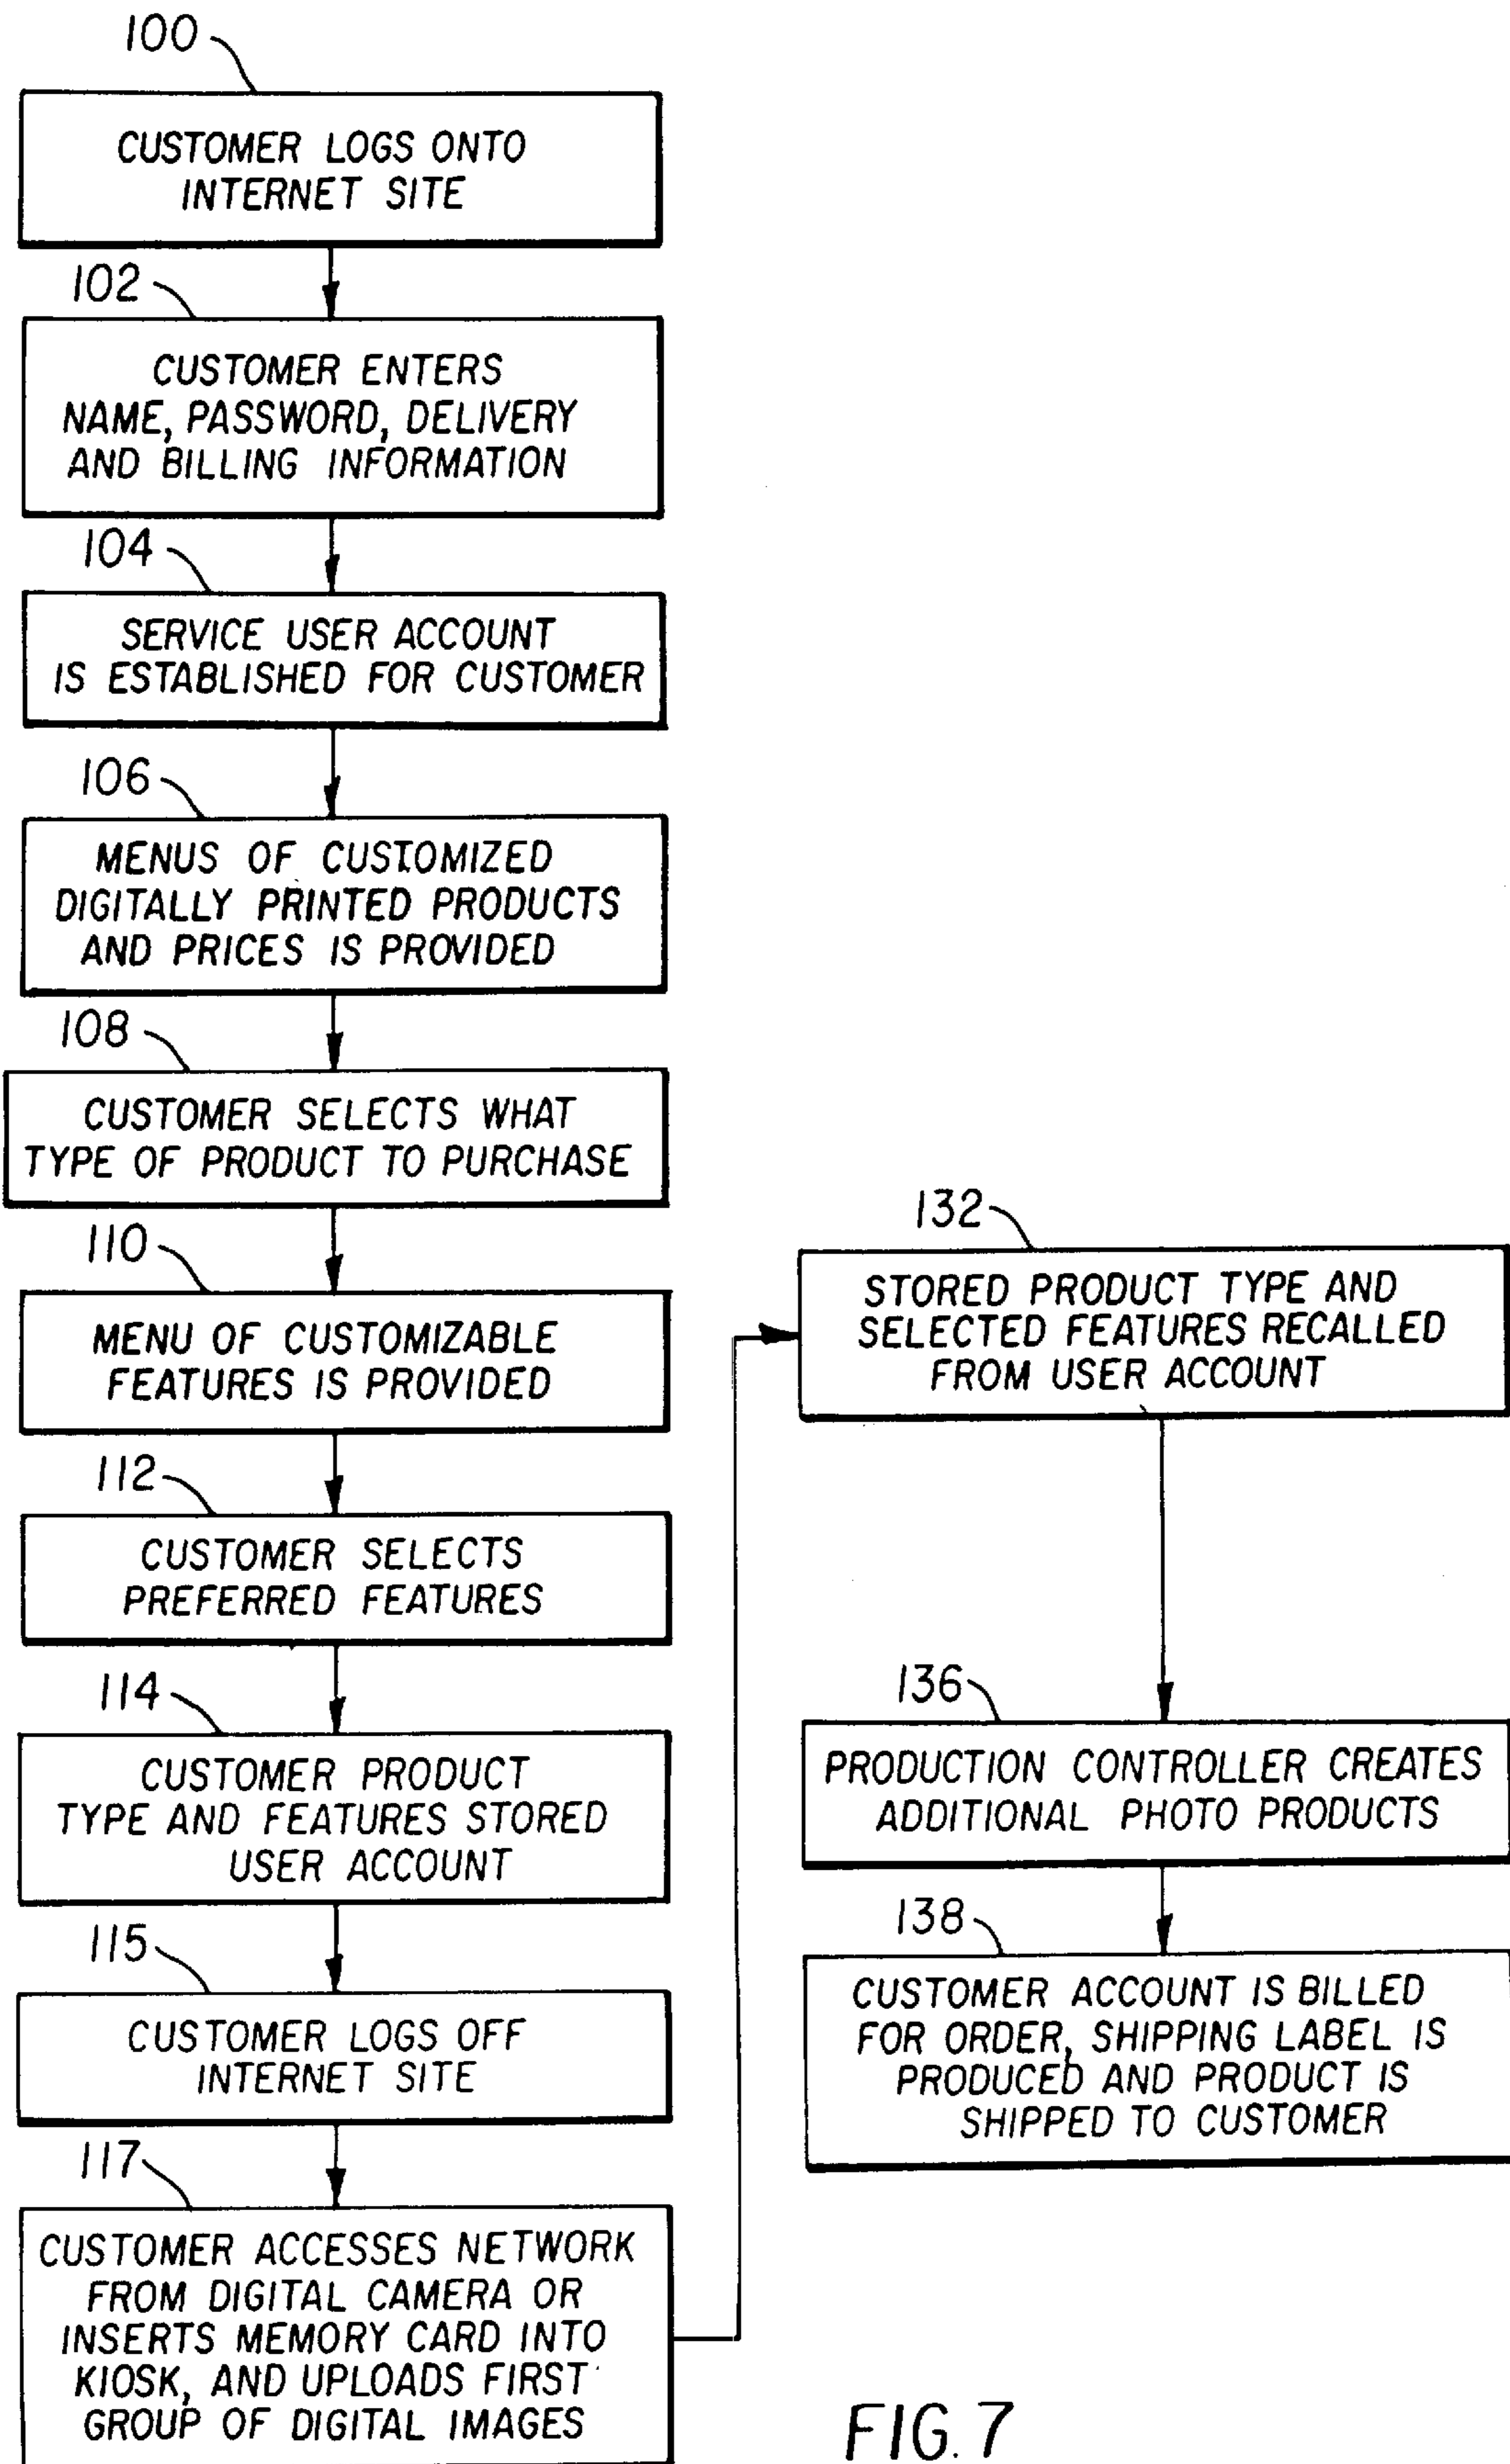 100
CUSTOMER LOGS ONTO
INTERNET SITE
102
CUSTOMER ENTERS
NAME, PASSWORD, DELIVERY
AND BILLING INFORMATION
104
SERVICE USER ACCOUNT
IS ESTABLISHED FOR CUSTOMER
106
MENUS OF CUSTOMIZED
DIGITALLY PRINTED PRODUCTS
AND PRICES IS PROVIDED
108
CUSTOMER SELECTS WHAT
TYPE OF PRODUCT TO PURCHASE
110
MENU OF CUSTOMIZABLE
FEATURES IS PROVIDED
112
CUSTOMER SELECTS
PREFERRED FEATURES
114
CUSTOMER PRODUCT
TYPE AND FEATURES STORED
USER ACCOUNT
115
CUSTOMER LOGS OFF
INTERNET SITE
117
CUSTOMER ACCESSES NETWORK
FROM DIGITAL CAMERA OR
INSERTS MEMORY CARD INTO
KIOSK, AND UPLOADS FIRST
GROUP OF DIGITAL IMAGES
132
STORED PRODUCT TYPE AND
SELECTED FEATURES RECALLED
FROM USER ACCOUNT
136
PRODUCTION CONTROLLER CREATES
ADDITIONAL PHOTO PRODUCTS
138
CUSTOMER ACCOUNT IS BILLED
FOR ORDER, SHIPPING LABEL IS
PRODUCED AND PRODUCT IS
SHIPPED TO CUSTOMER
FIG. 7